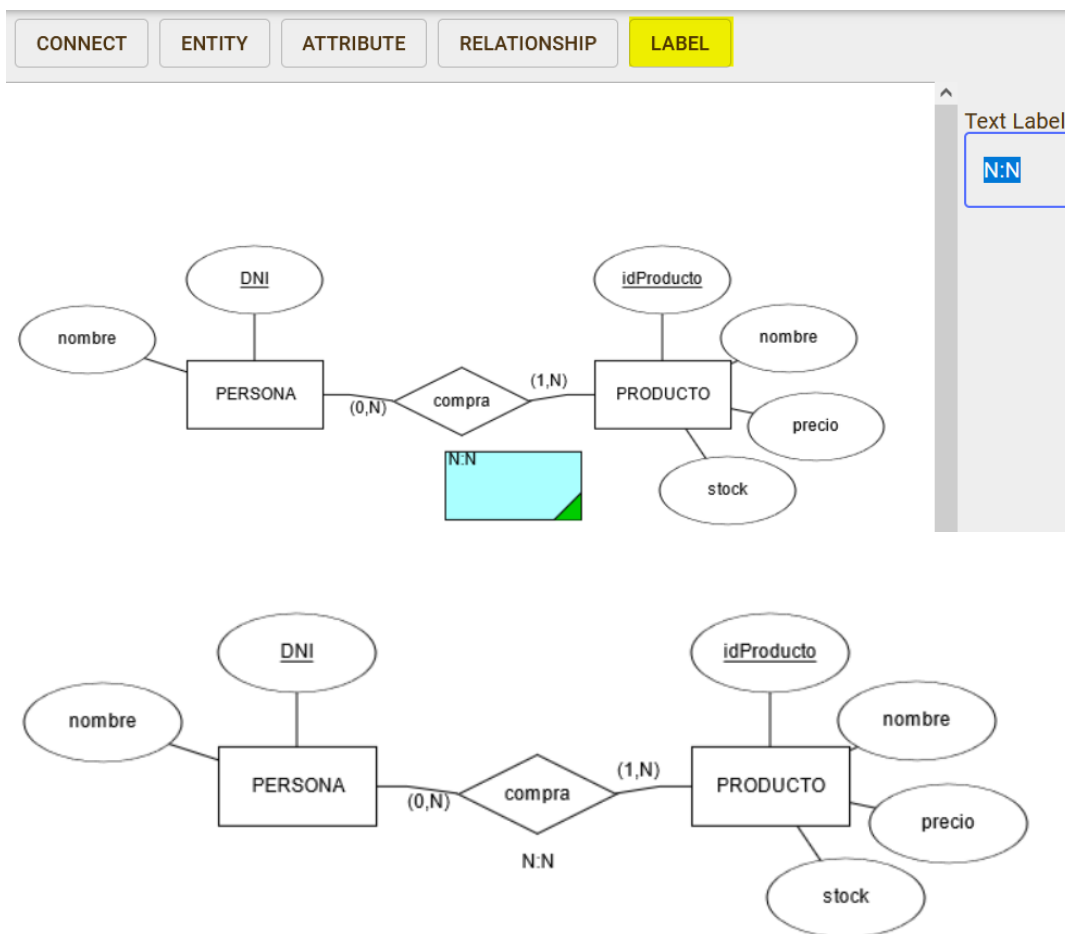 CONNECT ENTITY ATTRIBUTE RELATIONSHIP LABEL
Text Label
N:N
DNI
idProducto
nombre
nombre
PERSONA
(0,N)
compra
(1,N)
PRODUCTO
precio
N:N
stock
DNI
idProducto
nombre
nombre
PERSONA
(0,N)
compra
(1,N)
PRODUCTO
precio
N:N
stock